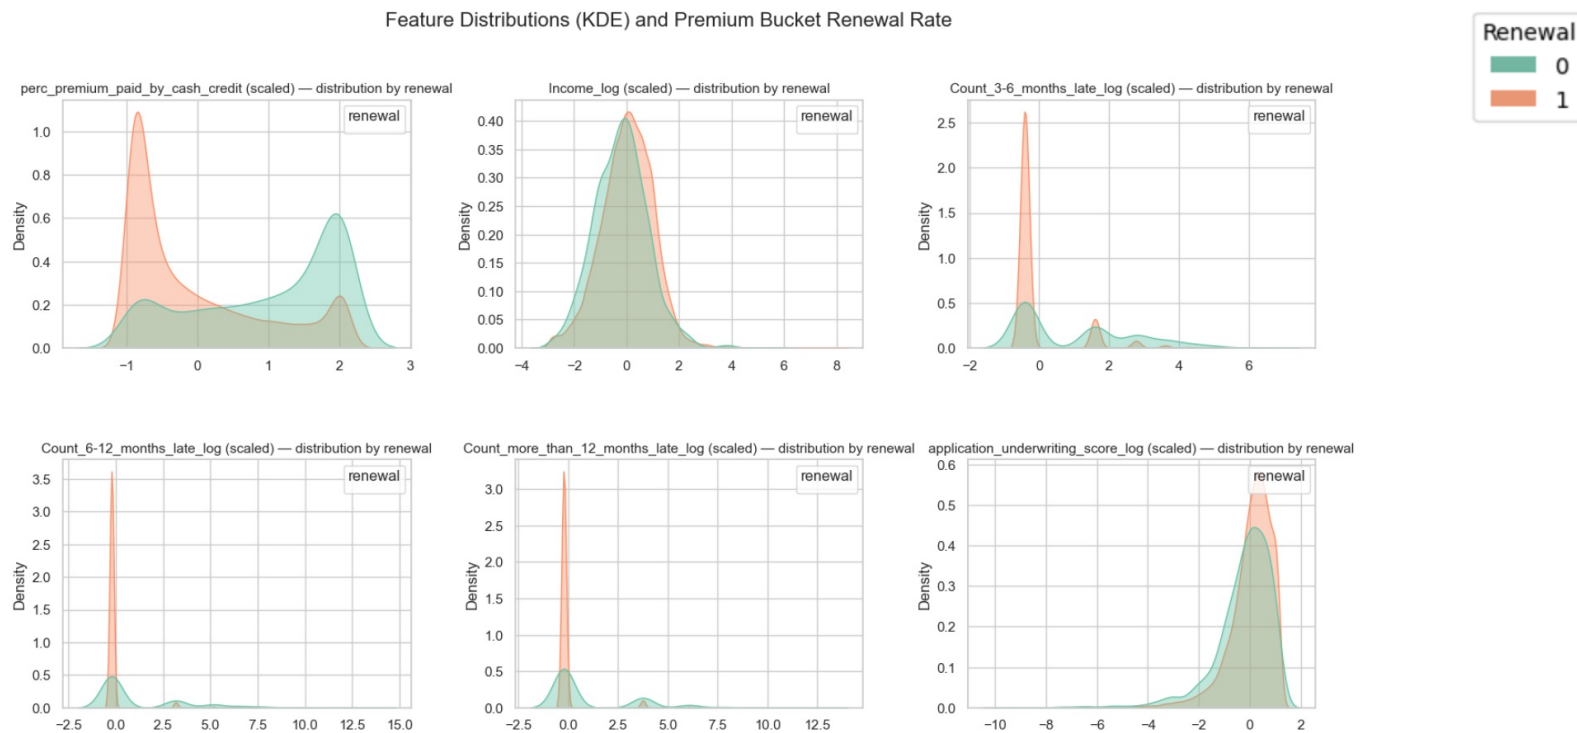 Feature Distributions (KDE) and Premium Bucket Renewal Rate
Renewal
0
1
perc_premium_paid_by_cash_credit (scaled) — distribution by renewal
renewal
Density
1.0
0.8
0.6
0.4
0.2
0.0
−1 0 1 2 3
Income_log (scaled) — distribution by renewal
renewal
Density
0.40
0.35
0.30
0.25
0.20
0.15
0.10
0.05
0.00
−4 −2 0 2 4 6 8
Count_3-6_months_late_log (scaled) — distribution by renewal
renewal
Density
2.5
2.0
1.5
1.0
0.5
0.0
−2 0 2 4 6
Count_6-12_months_late_log (scaled) — distribution by renewal
renewal
Density
3.5
3.0
2.5
2.0
1.5
1.0
0.5
0.0
−2.5 0.0 2.5 5.0 7.5 10.0 12.5 15.0
Count_more_than_12_months_late_log (scaled) — distribution by renewal
renewal
Density
3.0
2.5
2.0
1.5
1.0
0.5
0.0
−2.5 0.0 2.5 5.0 7.5 10.0 12.5
application_underwriting_score_log (scaled) — distribution by renewal
renewal
Density
0.6
0.5
0.4
0.3
0.2
0.1
0.0
−10 −8 −6 −4 −2 0 2